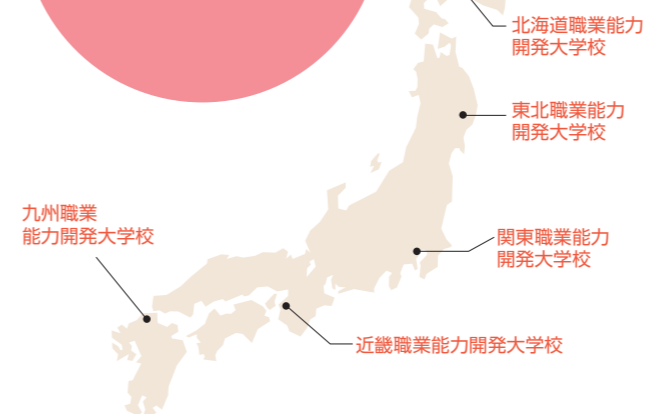 北海道職業能力
開発大学校
東北職業能力
開発大学校
九州職業
能力開発大学校
関東職業能力
開発大学校
近畿職業能力開発大学校